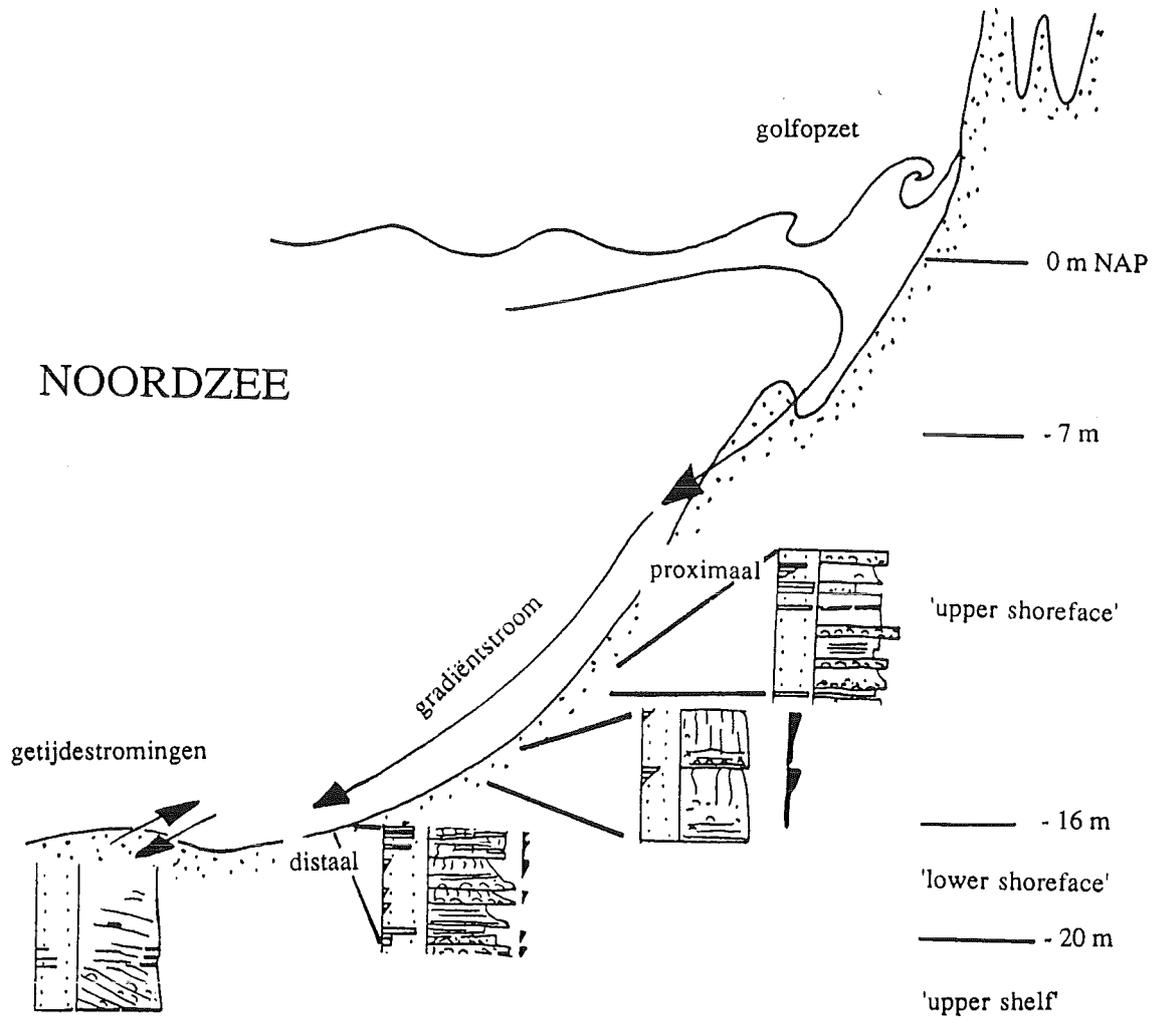 golfopzet
0 m NAP
NOORDZEE
- 7 m
proximaal
'upper shoreface'
gradiëntstroom
getijdestromingen
- 16 m
distaal
'lower shoreface'
- 20 m
'upper shelf'